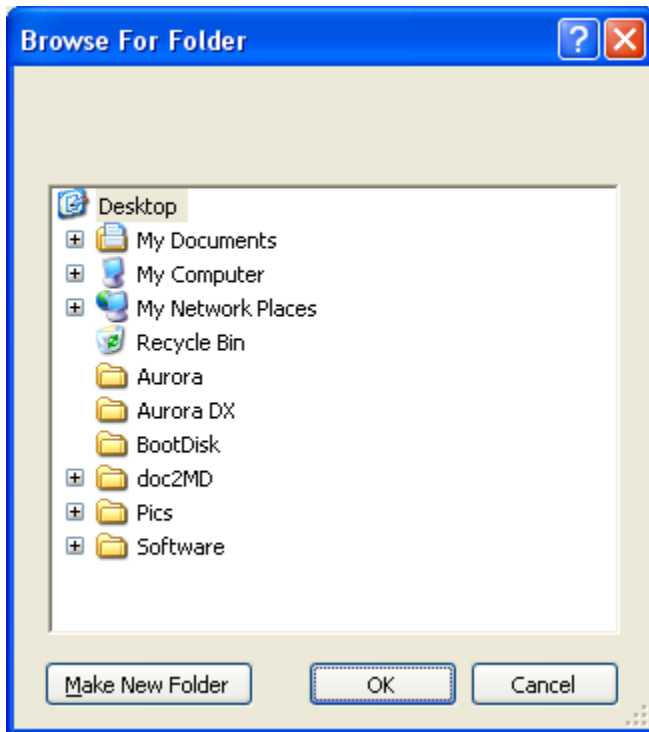 Browse For Folder
Desktop
My Documents
My Computer
My Network Places
Recycle Bin
Aurora
Aurora DX
BootDisk
doc2MD
Pics
Software
Make New Folder
OK
Cancel